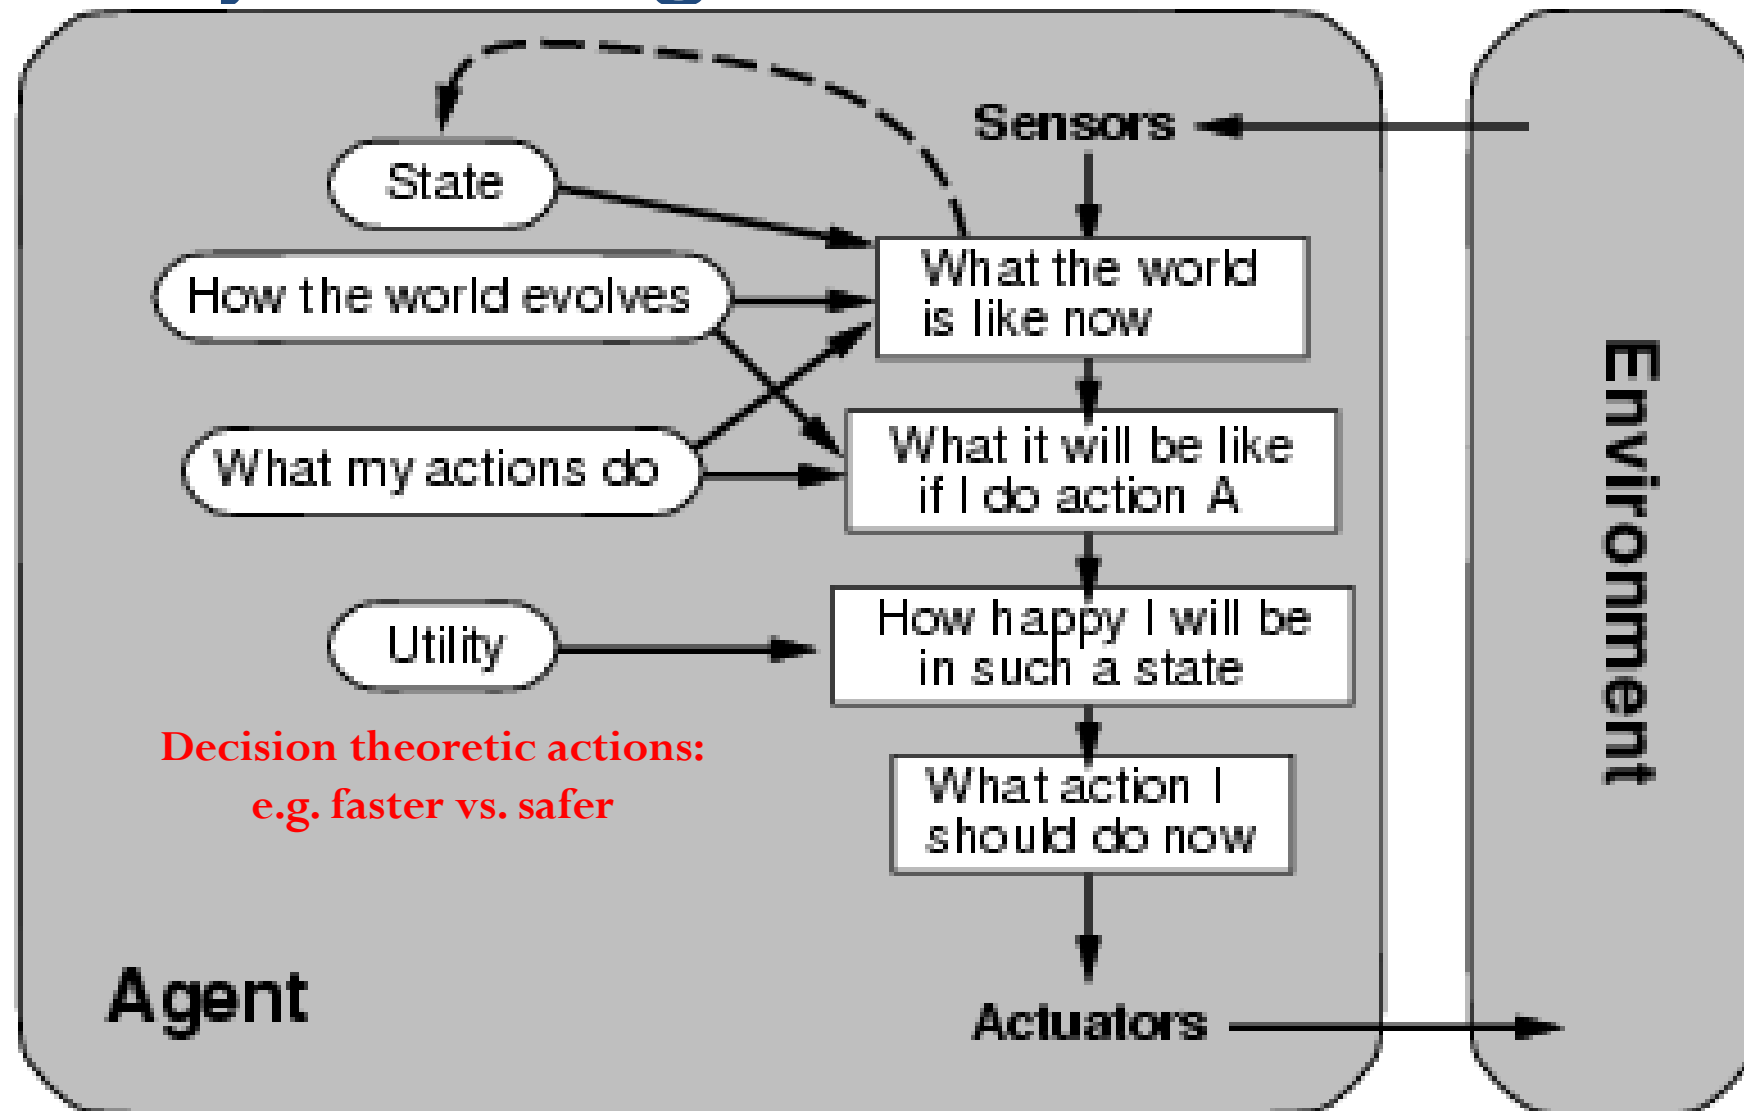 Sensors
State
What the world
is like now
How the world evolves
What my actions do
What it will be like
if I do action A
Utility
How happy I will be
in such a state
Decision theoretic actions:
e.g. faster vs. safer
What action I
should do now
Agent
Actuators
Environment